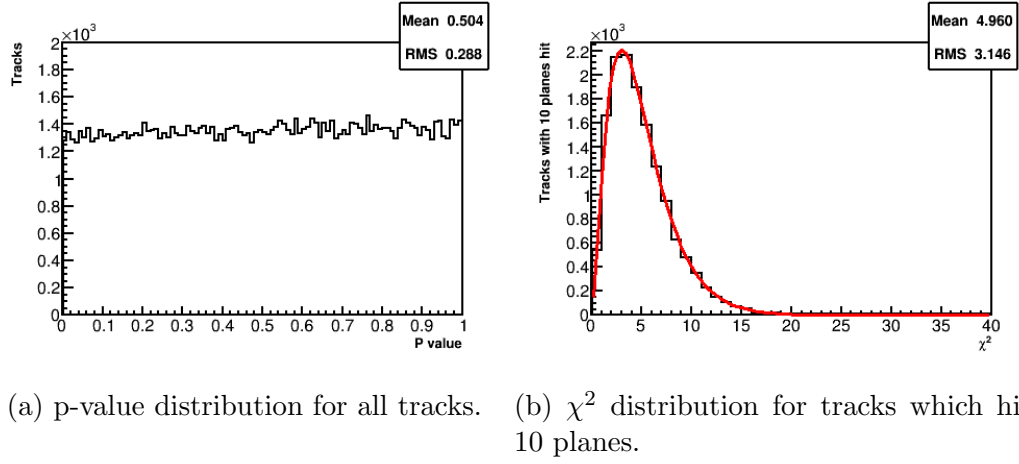 Mean 0.504
RMS 0.288
×10³
Tracks
2
1.8
1.6
1.4
1.2
1
0.8
0.6
0.4
0.2
0
0 0.1 0.2 0.3 0.4 0.5 0.6 0.7 0.8 0.9 1
P value
Mean 4.960
RMS 3.146
×10³
Tracks with 10 planes hit
2.2
2
1.8
1.6
1.4
1.2
1
0.8
0.6
0.4
0.2
0
0 5 10 15 20 25 30 35 40
χ²
(a) p-value distribution for all tracks.
(b) χ² distribution for tracks which hi
10 planes.